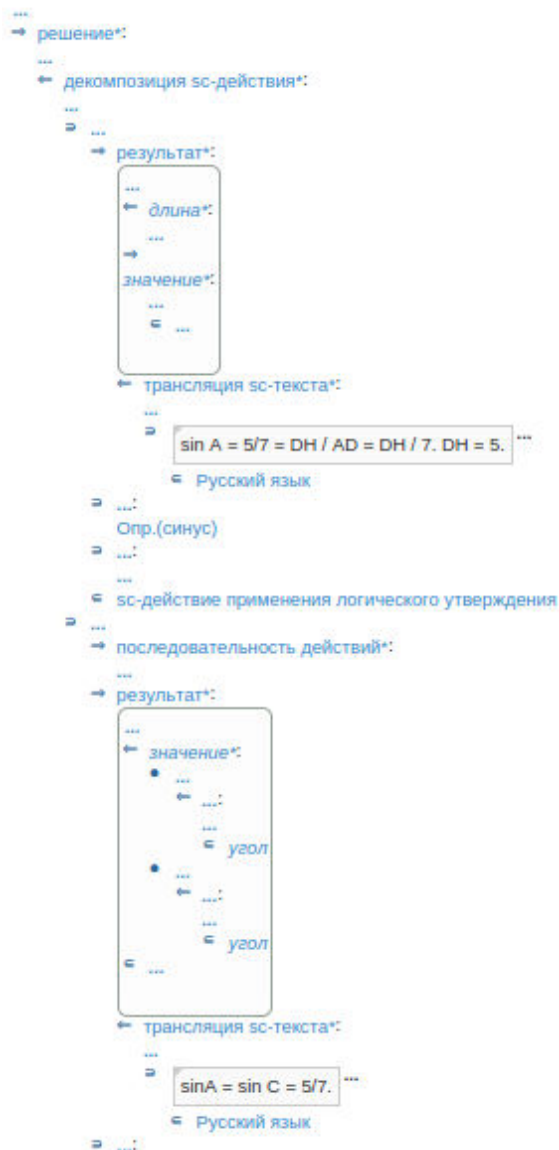 ...
⇒ решение*:
...
⇐ декомпозиция sc-действия*:
...
∋ ...
⇒ результат*:
...
⇐ длина*:
...
⇒
значение*:
...
∈ ...
⇐ трансляция sc-текста*:
...
∋ sin A = 5/7 = DH / AD = DH / 7. DH = 5. ...
∈ Русский язык
∋ ...:
Опр.(синус)
∋ ...:
...
∈ sc-действие применения логического утверждения
∋ ...
⇒ последовательность действий*:
...
⇒ результат*:
...
⇐ значение*:
• ...
⇐ ...:
...
∈ угол
• ...
⇐ ...:
...
∈ угол
∈ ...
⇐ трансляция sc-текста*:
...
∋ sinA = sin C = 5/7. ...
∈ Русский язык
∋ ...: